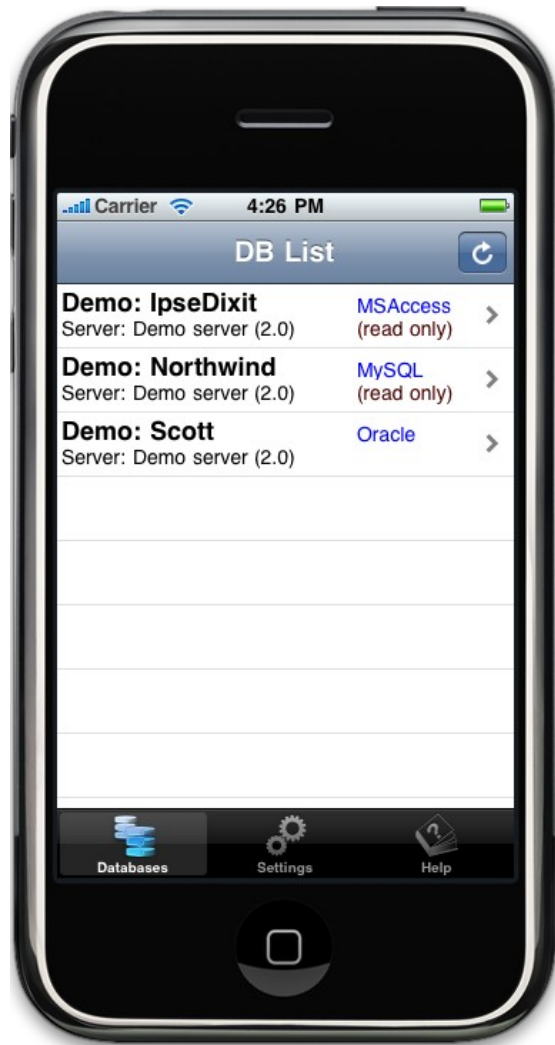 Carrier 4:26 PM
DB List
Demo: IpseDixit MSAccess
Server: Demo server (2.0) (read only)
Demo: Northwind MySQL
Server: Demo server (2.0) (read only)
Demo: Scott Oracle
Server: Demo server (2.0)
?
Databases Settings Help